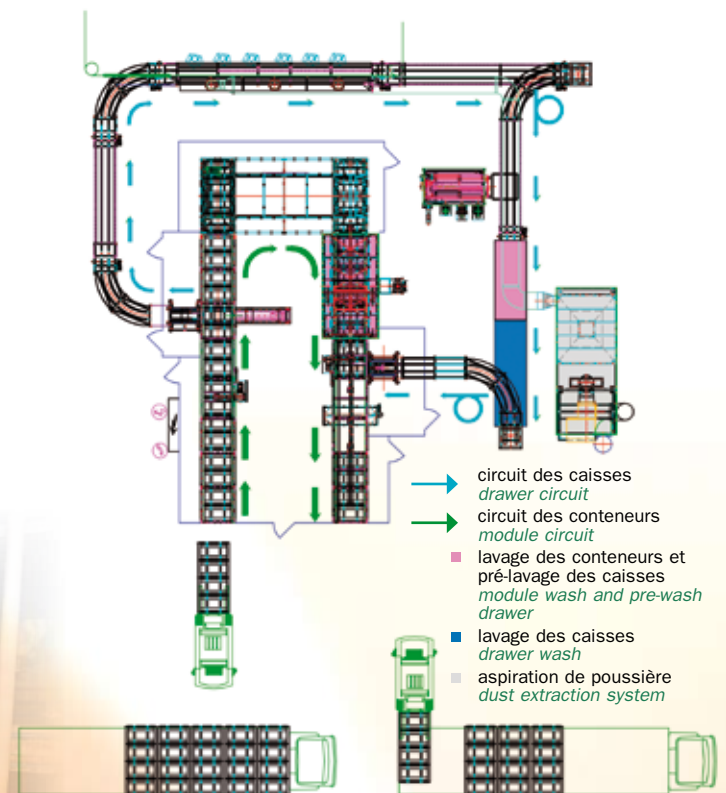 circuit des caisses
drawer circuit
circuit des conteneurs
module circuit
lavage des conteneurs et
pré-lavage des caisses
module wash and pre-wash
drawer
lavage des caisses
drawer wash
aspiration de poussière
dust extraction system